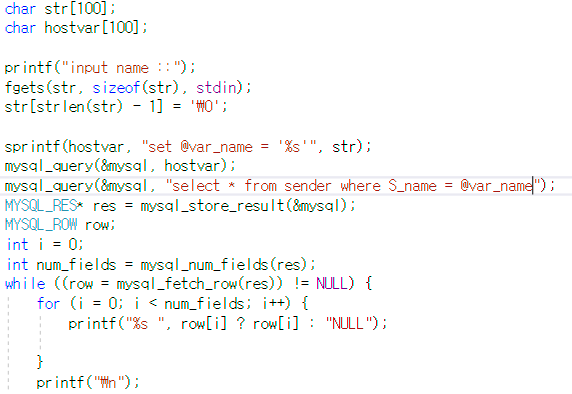 char str[100];
char hostvar[100];
printf("input name ::");
fgets(str, sizeof(str), stdin);
str[strlen(str) - 1] = '₩0';
sprintf(hostvar, "set @var_name = '%s'", str);
mysql_query(&mysql, hostvar);
mysql_query(&mysql, "select * from sender where S_name = @var_name");
MYSQL_RES* res = mysql_store_result(&mysql);
MYSQL_ROW row;
int i = 0;
int num_fields = mysql_num_fields(res);
while ((row = mysql_fetch_row(res)) != NULL) {
for (i = 0; i < num_fields; i++) {
printf("%s ", row[i] ? row[i] : "NULL");
}
printf("₩n");